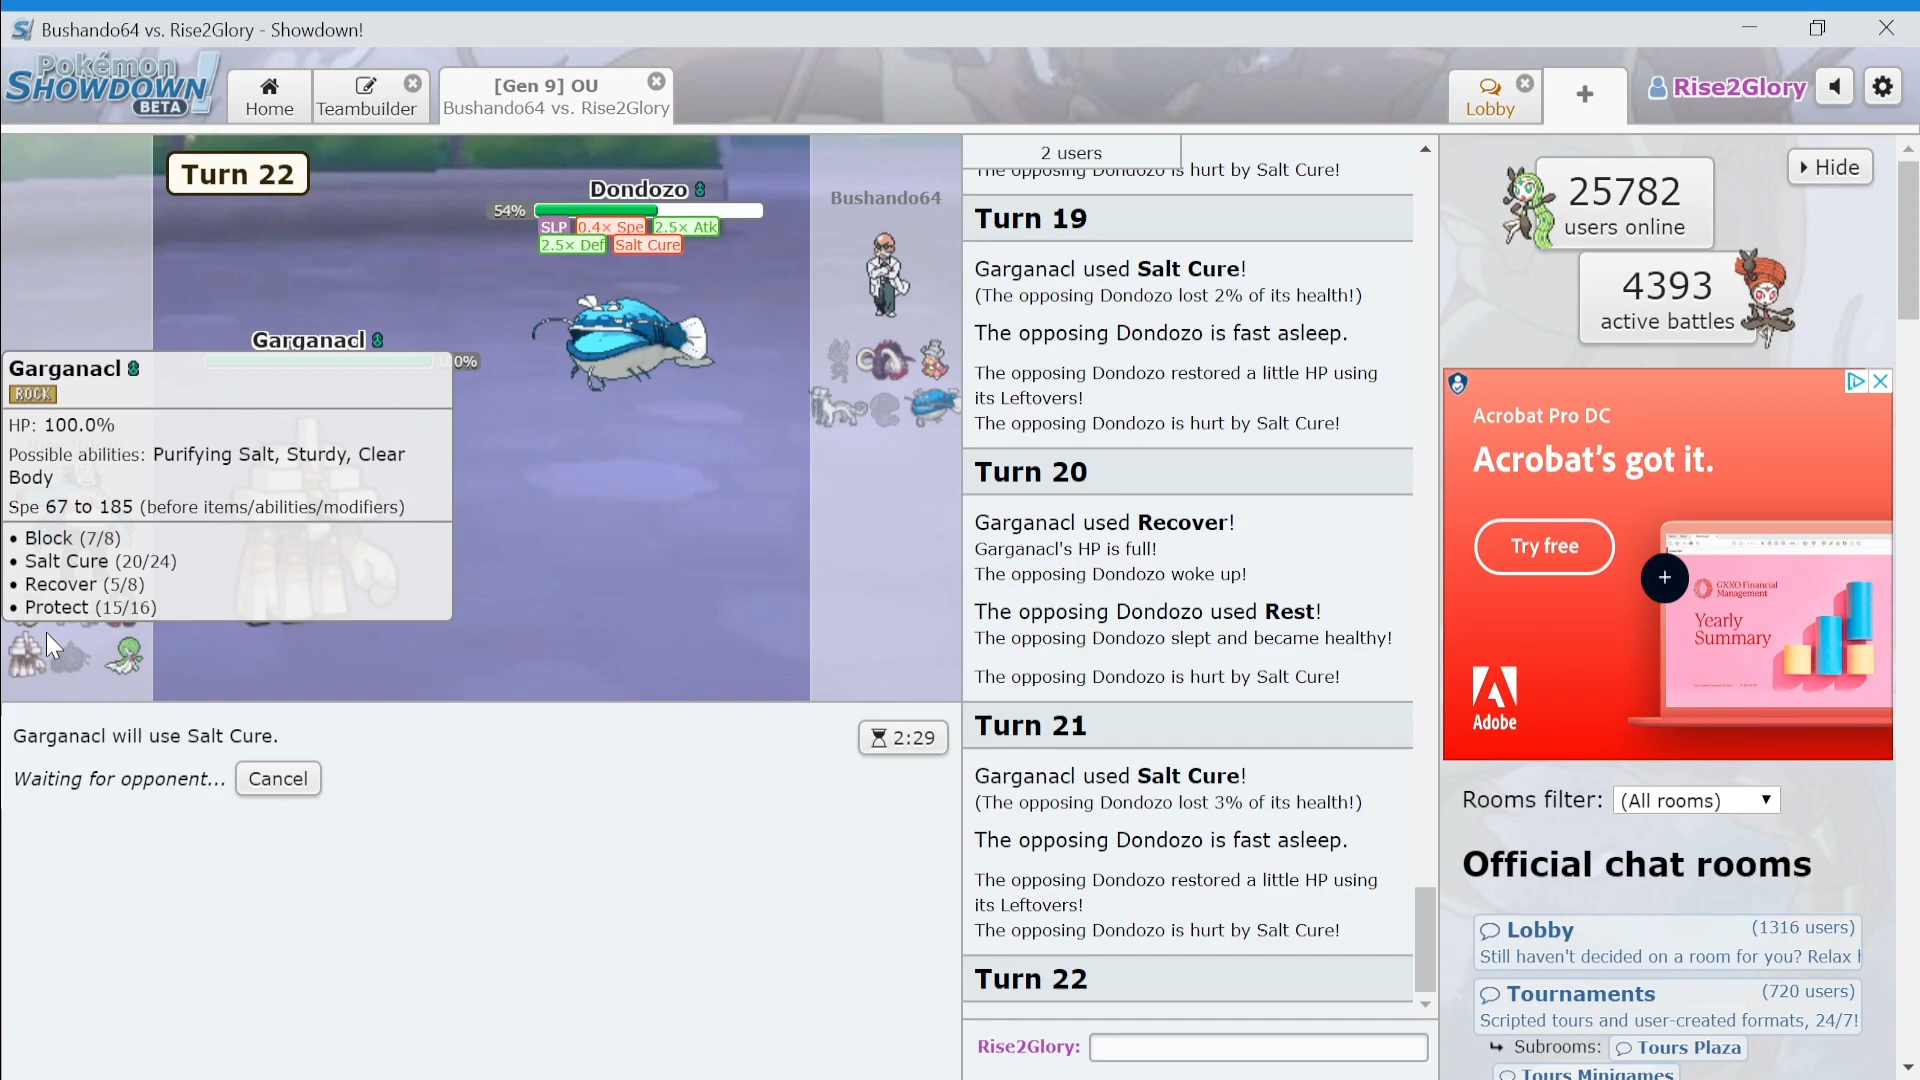 Bushando64 vs. Rise2Glory - Showdown!
Pokémon
SHOWDOWN!
BETA
Home
Teambuilder
[Gen 9] OU
Bushando64 vs. Rise2Glory
Lobby
+
Rise2Glory
Turn 22
Dondozo
54%
SLP 0.4× Spe 2.5× Atk
2.5× Def Salt Cure
Bushando64
Garganacl
Garganacl
ROCK
HP: 100.0%
Possible abilities: Purifying Salt, Sturdy, Clear
Body
Spe 67 to 185 (before items/abilities/modifiers)
• Block (7/8)
• Salt Cure (20/24)
• Recover (5/8)
• Protect (15/16)
Garganacl will use Salt Cure.
2:29
Waiting for opponent... Cancel
2 users
The opposing Dondozo is hurt by Salt Cure!
Turn 19
Garganacl used Salt Cure!
(The opposing Dondozo lost 2% of its health!)
The opposing Dondozo is fast asleep.
The opposing Dondozo restored a little HP using
its Leftovers!
The opposing Dondozo is hurt by Salt Cure!
Turn 20
Garganacl used Recover!
Garganacl's HP is full!
The opposing Dondozo woke up!
The opposing Dondozo used Rest!
The opposing Dondozo slept and became healthy!
The opposing Dondozo is hurt by Salt Cure!
Turn 21
Garganacl used Salt Cure!
(The opposing Dondozo lost 3% of its health!)
The opposing Dondozo is fast asleep.
The opposing Dondozo restored a little HP using
its Leftovers!
The opposing Dondozo is hurt by Salt Cure!
Turn 22
Rise2Glory:
Hide
25782
users online
4393
active battles
Acrobat Pro DC
Acrobat's got it.
Try free
GXXO Financial
Management
Yearly
Summary
Adobe
Rooms filter: (All rooms)
Official chat rooms
Lobby (1316 users)
Still haven't decided on a room for you? Relax
Tournaments (720 users)
Scripted tours and user-created formats, 24/7!
Subrooms: Tours Plaza
Tours Minigames